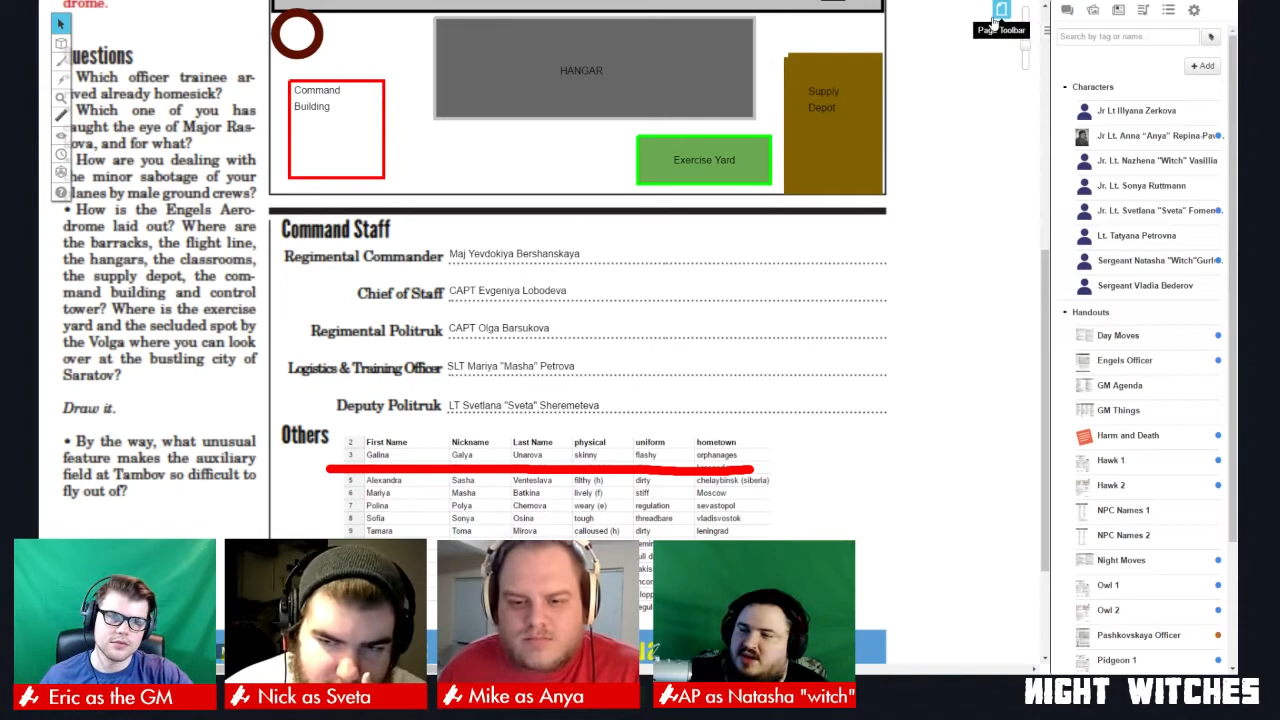 drome.
uestions
Which officer trainee ar-
ved already homesick?
Which one of you has
aught the eye of Major Ras-
ova, and for what?
How are you dealing with
he minor sabotage of your
lanes by male ground crews?
• How is the Engels Aero-
drome laid out? Where are
the barracks, the flight line,
the hangars, the classrooms,
the supply depot, the com-
mand building and control
tower? Where is the exercise
yard and the secluded spot by
the Volga where you can look
over at the bustling city of
Saratov?
Draw it.
• By the way, what unusual
feature makes the auxiliary
field at Tambov so difficult to
fly out of?
Command
Building
HANGAR
Supply
Depot
Exercise Yard
Command Staff
Regimental Commander Maj Yevdokiya Bershanskaya
Chief of Staff CAPT Evgeniya Lobodeva
Regimental Politruk CAPT Olga Barsukova
Logistics & Training Officer SLT Mariya "Masha" Petrova
Deputy Politruk LT Svetlana "Sveta" Sheremeteva
Others
2 First Name Nickname Last Name physical uniform hometown
3 Galina Galya Unarova skinny flashy orphanages
5 Alexandra Sasha Venteslava filthy (h) dirty chelaybinsk (siberia)
6 Mariya Masha Batkina lively (f) stiff Moscow
7 Polina Polya Chernova weary (e) regulation sevastopol
8 Sofia Sonya Osina tough threadbare vladisvostok
9 Tamara Toma Mirova calloused (h) dirty leningrad
Page Toolbar
Search by tag or name...
+ Add
Characters
Jr Lt Illyana Zerkova
Jr Lt. Anna “Anya” Repina-Pav...
Jr. Lt. Nazhena "Witch" Vasillia
Jr. Lt. Sonya Ruttmann
Jr. Lt. Svetlana "Sveta" Fomen...
Lt. Tatyana Petrovna
Sergeant Natasha "Witch"Gurl...
Sergeant Vladia Bederov
Handouts
Day Moves
Engels Officer
GM Agenda
GM Things
Harm and Death
Hawk 1
Hawk 2
NPC Names 1
NPC Names 2
Night Moves
Owl 1
Owl 2
Pashkovskaya Officer
Pidgeon 1
Eric as the GM
Nick as Sveta
Mike as Anya
AP as Natasha "witch"
NIGHT WITCHES